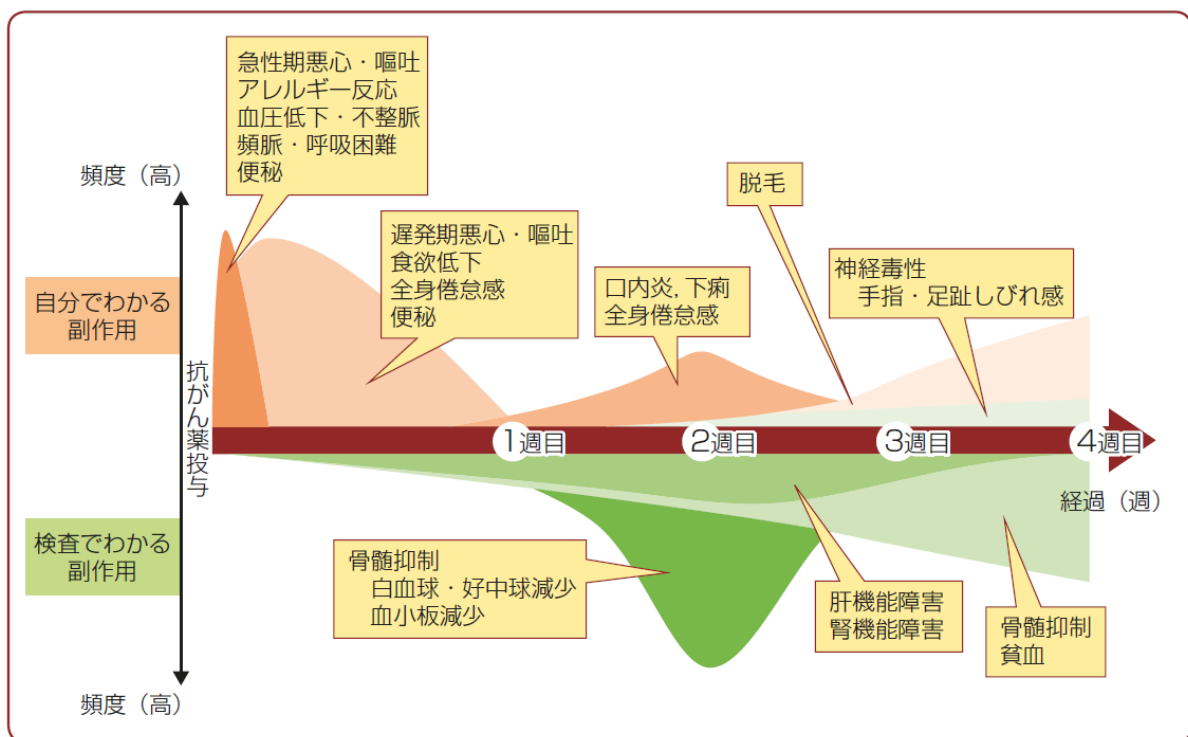 急性期悪心・嘔吐
アレルギー反応
血圧低下・不整脈
頻脈・呼吸困難
便秘
頻度（高）
脱毛
遅発期悪心・嘔吐
食欲低下
全身倦怠感
便秘
神経毒性
手指・足趾しびれ感
口内炎, 下痢
全身倦怠感
自分でわかる
副作用
抗がん薬投与
1週目
2週目
3週目
4週目
経過（週）
検査でわかる
副作用
骨髄抑制
白血球・好中球減少
血小板減少
肝機能障害
腎機能障害
骨髄抑制
貧血
頻度（高）